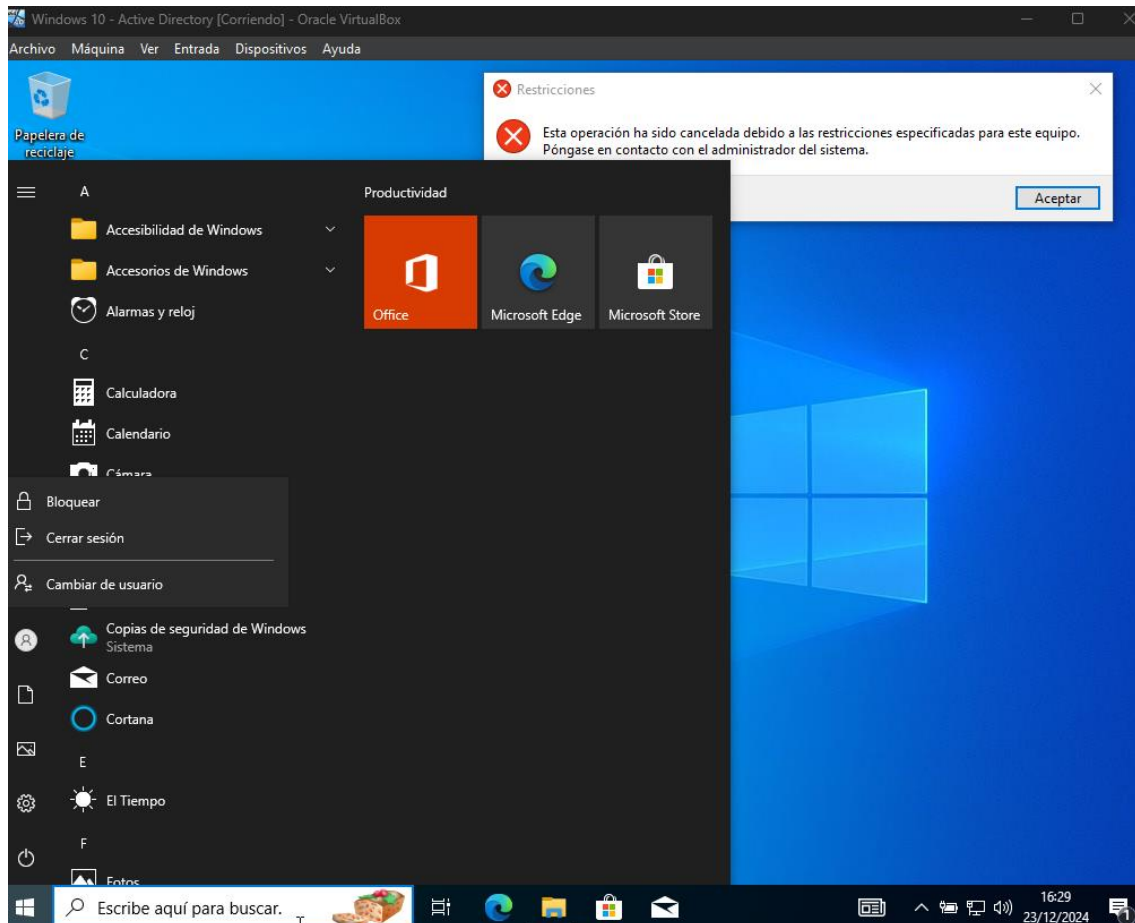 Windows 10 - Active Directory [Corriendo] - Oracle VirtualBox
Archivo Máquina Ver Entrada Dispositivos Ayuda
Papelera de
reciclaje
Restricciones
Esta operación ha sido cancelada debido a las restricciones especificadas para este equipo.
Póngase en contacto con el administrador del sistema.
Aceptar
A
Accesibilidad de Windows
Accesorios de Windows
Alarmas y reloj
C
Calculadora
Calendario
Cámara
Bloquear
Cerrar sesión
Cambiar de usuario
Copias de seguridad de Windows
Sistema
Correo
Cortana
E
El Tiempo
F
Fotos
Productividad
Office
Microsoft Edge
Microsoft Store
Escribe aquí para buscar.
16:29
23/12/2024